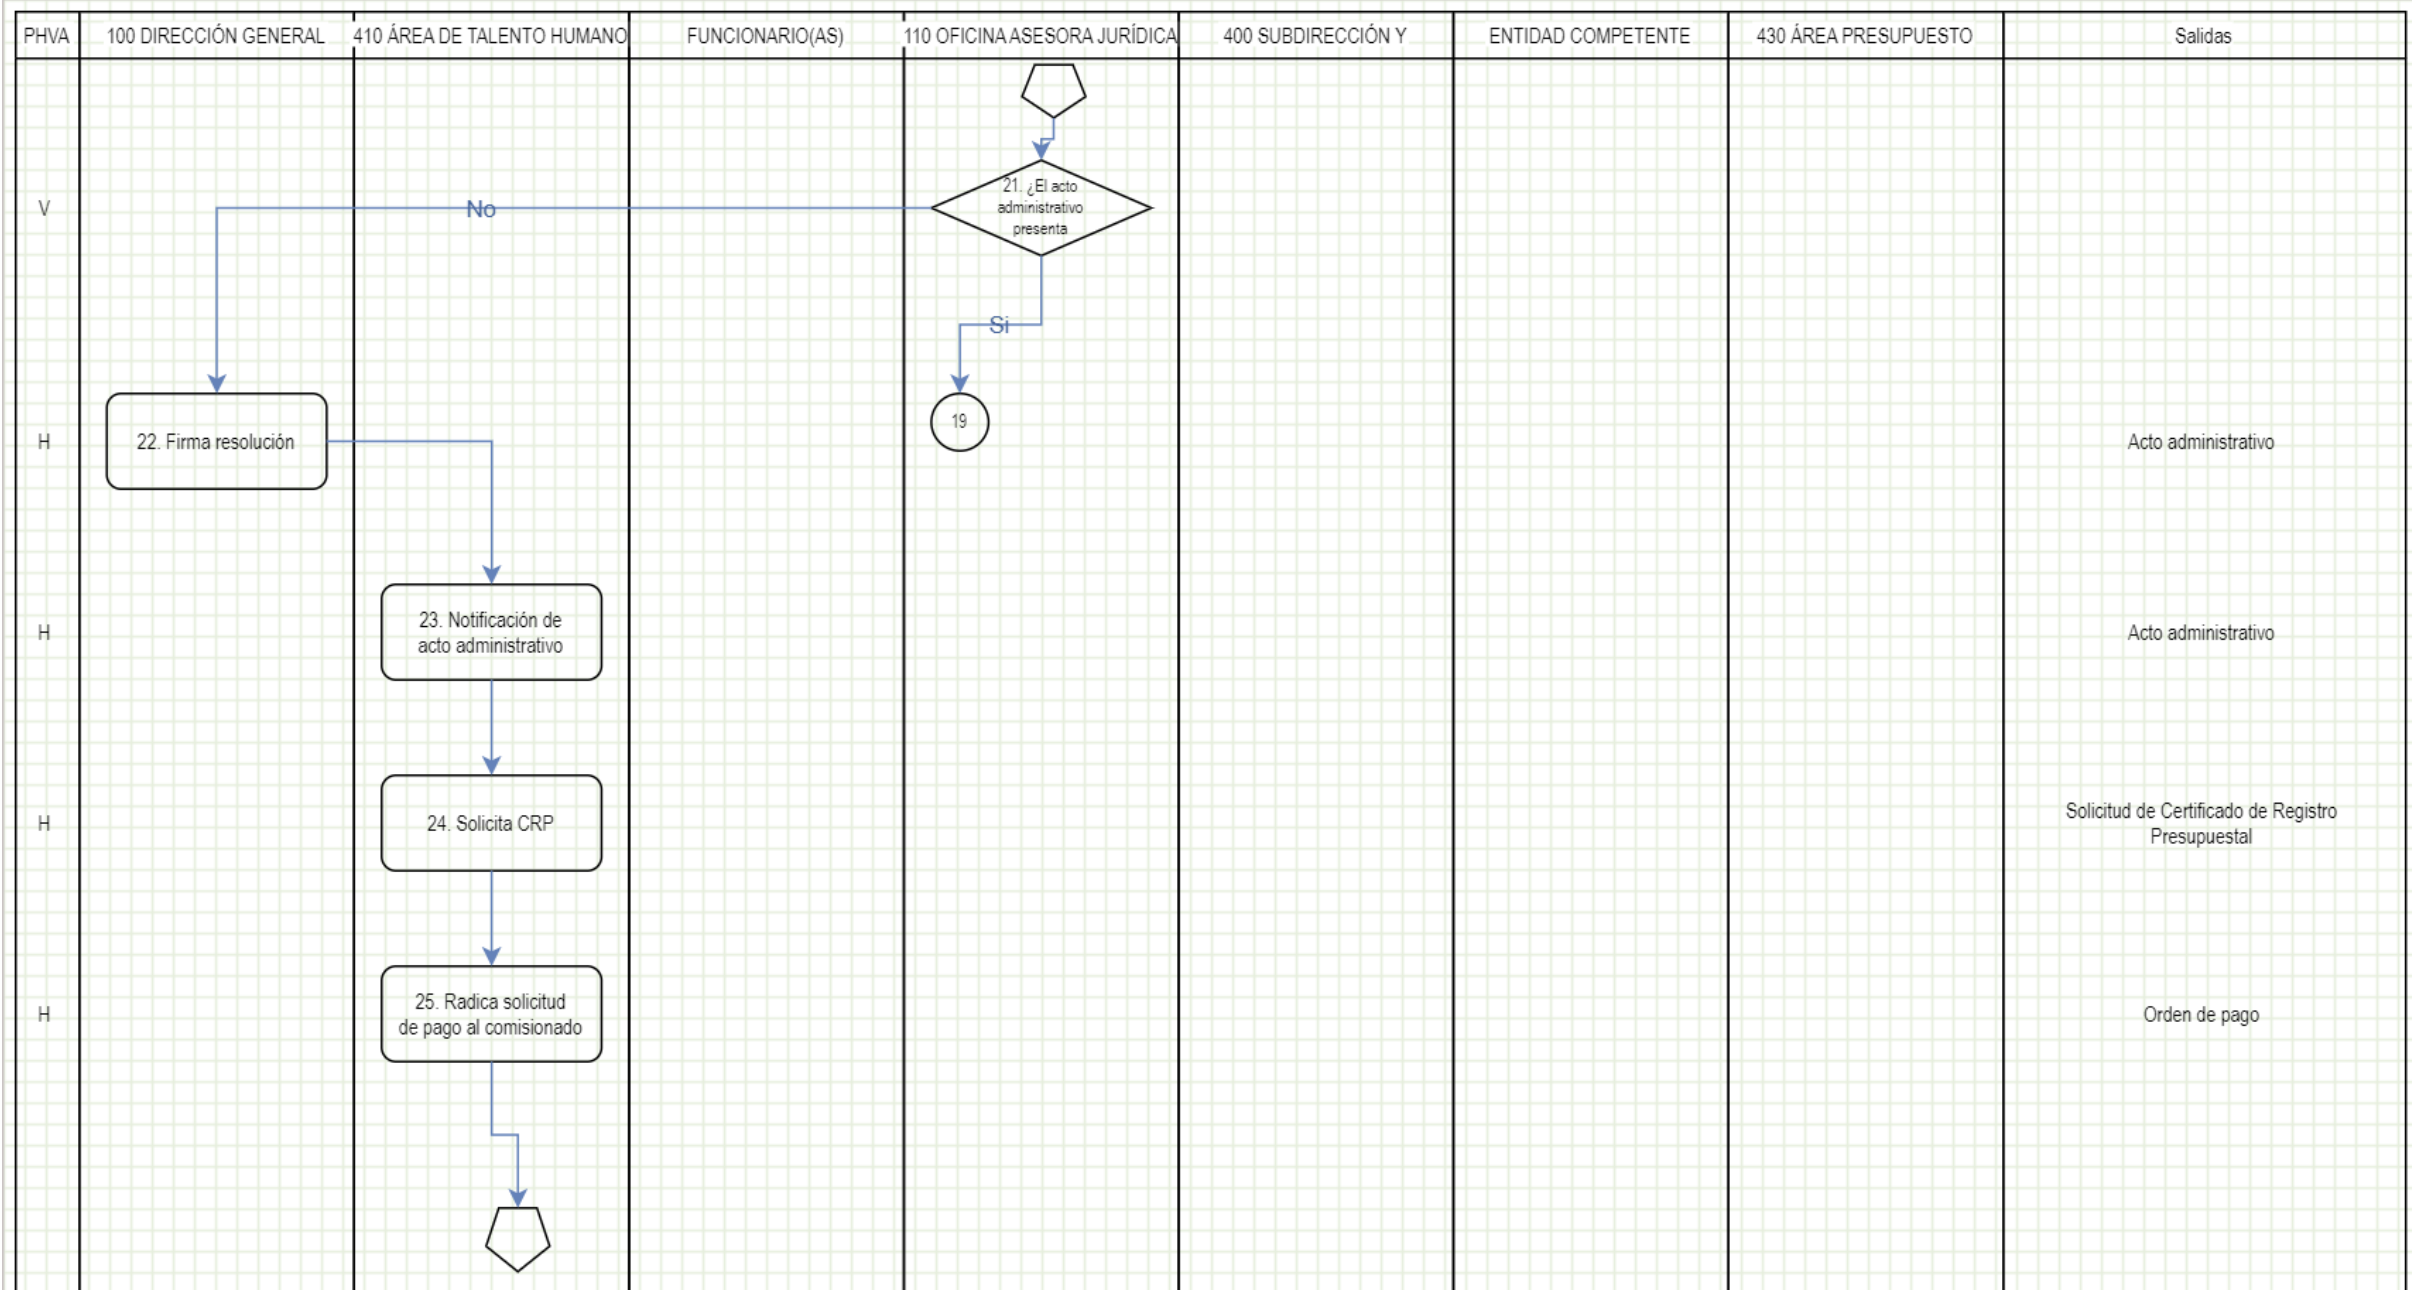 PHVA
100 DIRECCIÓN GENERAL
410 ÁREA DE TALENTO HUMANO
FUNCIONARIO(AS)
110 OFICINA ASESORA JURÍDICA
400 SUBDIRECCIÓN Y
ENTIDAD COMPETENTE
430 ÁREA PRESUPUESTO
Salidas
V
No
21. ¿El acto
administrativo
presenta
Si
H
22. Firma resolución
19
Acto administrativo
H
23. Notificación de
acto administrativo
Acto administrativo
H
24. Solicita CRP
Solicitud de Certificado de Registro
Presupuestal
H
25. Radica solicitud
de pago al comisionado
Orden de pago